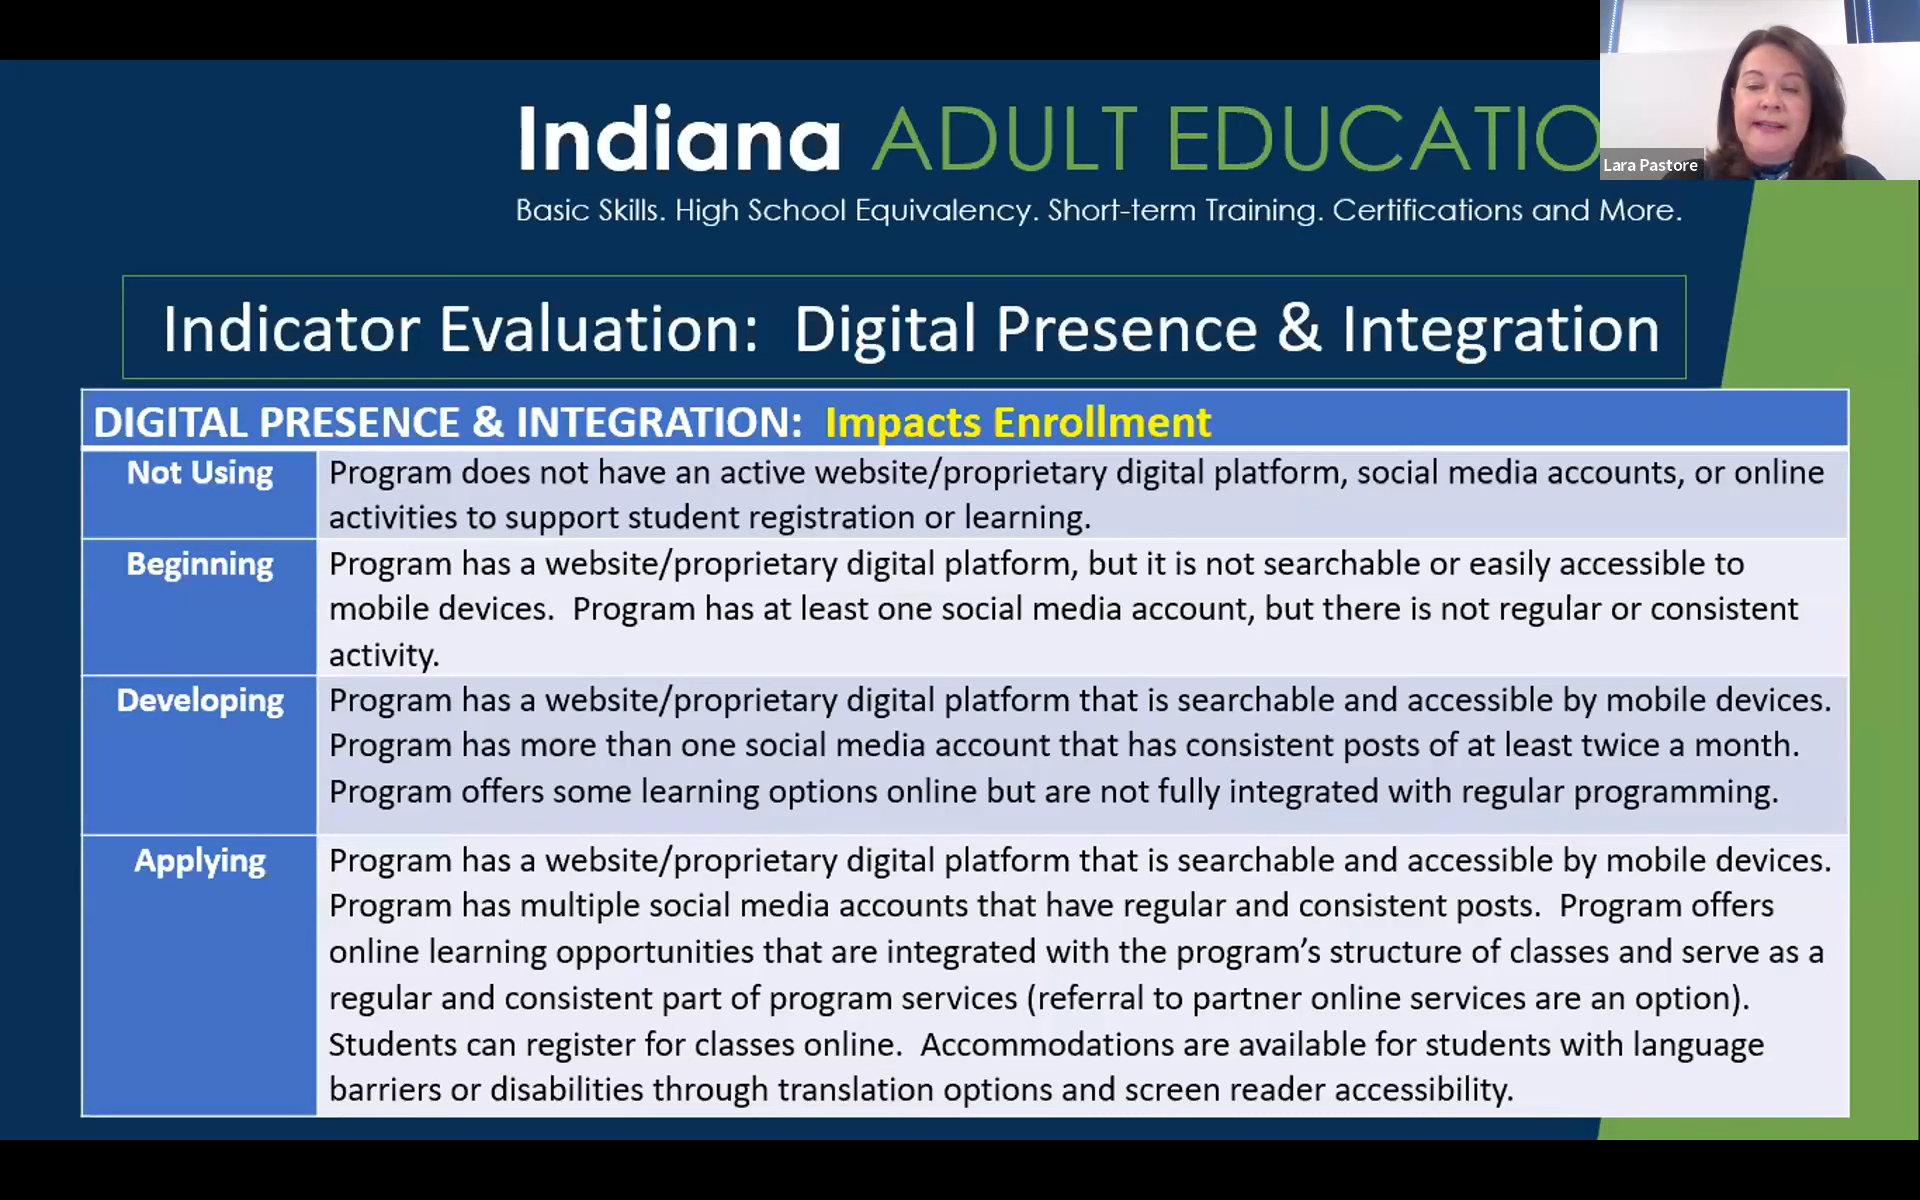 Indiana ADULT EDUCATIO
Lara Pastore
Basic Skills. High School Equivalency. Short-term Training. Certifications and More.
Indicator Evaluation: Digital Presence & Integration
DIGITAL PRESENCE & INTEGRATION: Impacts Enrollment
Not Using
Program does not have an active website/proprietary digital platform, social media accounts, or online
activities to support student registration or learning.
Beginning
Program has a website/proprietary digital platform, but it is not searchable or easily accessible to
mobile devices. Program has at least one social media account, but there is not regular or consistent
activity.
Developing
Program has a website/proprietary digital platform that is searchable and accessible by mobile devices.
Program has more than one social media account that has consistent posts of at least twice a month.
Program offers some learning options online but are not fully integrated with regular programming.
Applying
Program has a website/proprietary digital platform that is searchable and accessible by mobile devices.
Program has multiple social media accounts that have regular and consistent posts. Program offers
online learning opportunities that are integrated with the program’s structure of classes and serve as a
regular and consistent part of program services (referral to partner online services are an option).
Students can register for classes online. Accommodations are available for students with language
barriers or disabilities through translation options and screen reader accessibility.